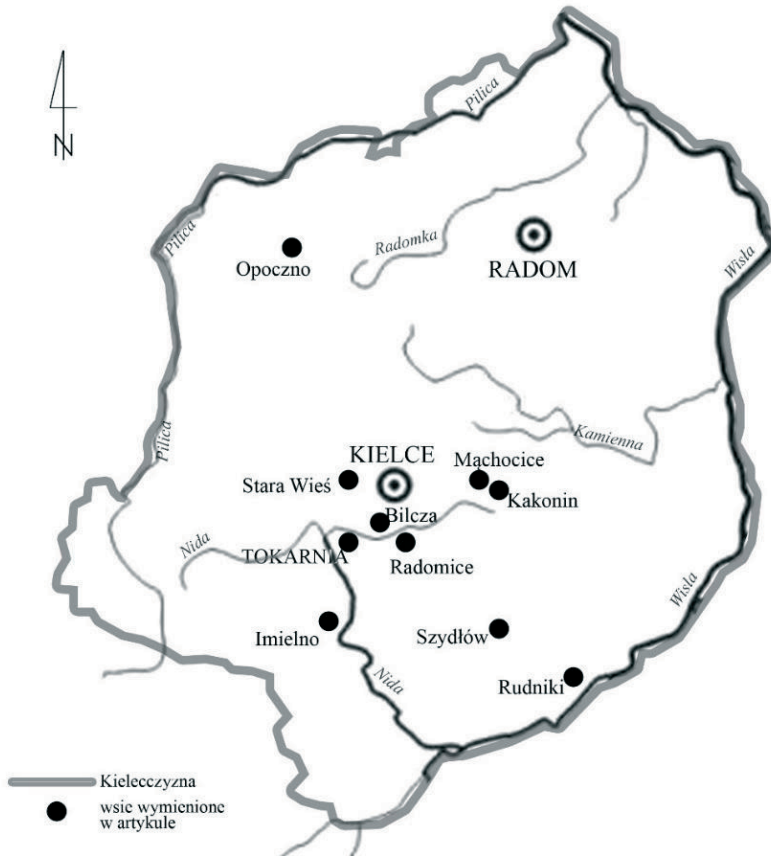 Pilica
N
Pilica
Radomka
Opoczno
RADOM
Wisła
Pilica
Kamienna
KIELCE
Machocice
Stara Wieś
Kakonin
Bilcza
Nida
TOKARNIA
Radomice
Wisła
Imielno
Szydłów
Nida
Rudniki
Kielecczyzna
wsie wymienione
w artykule